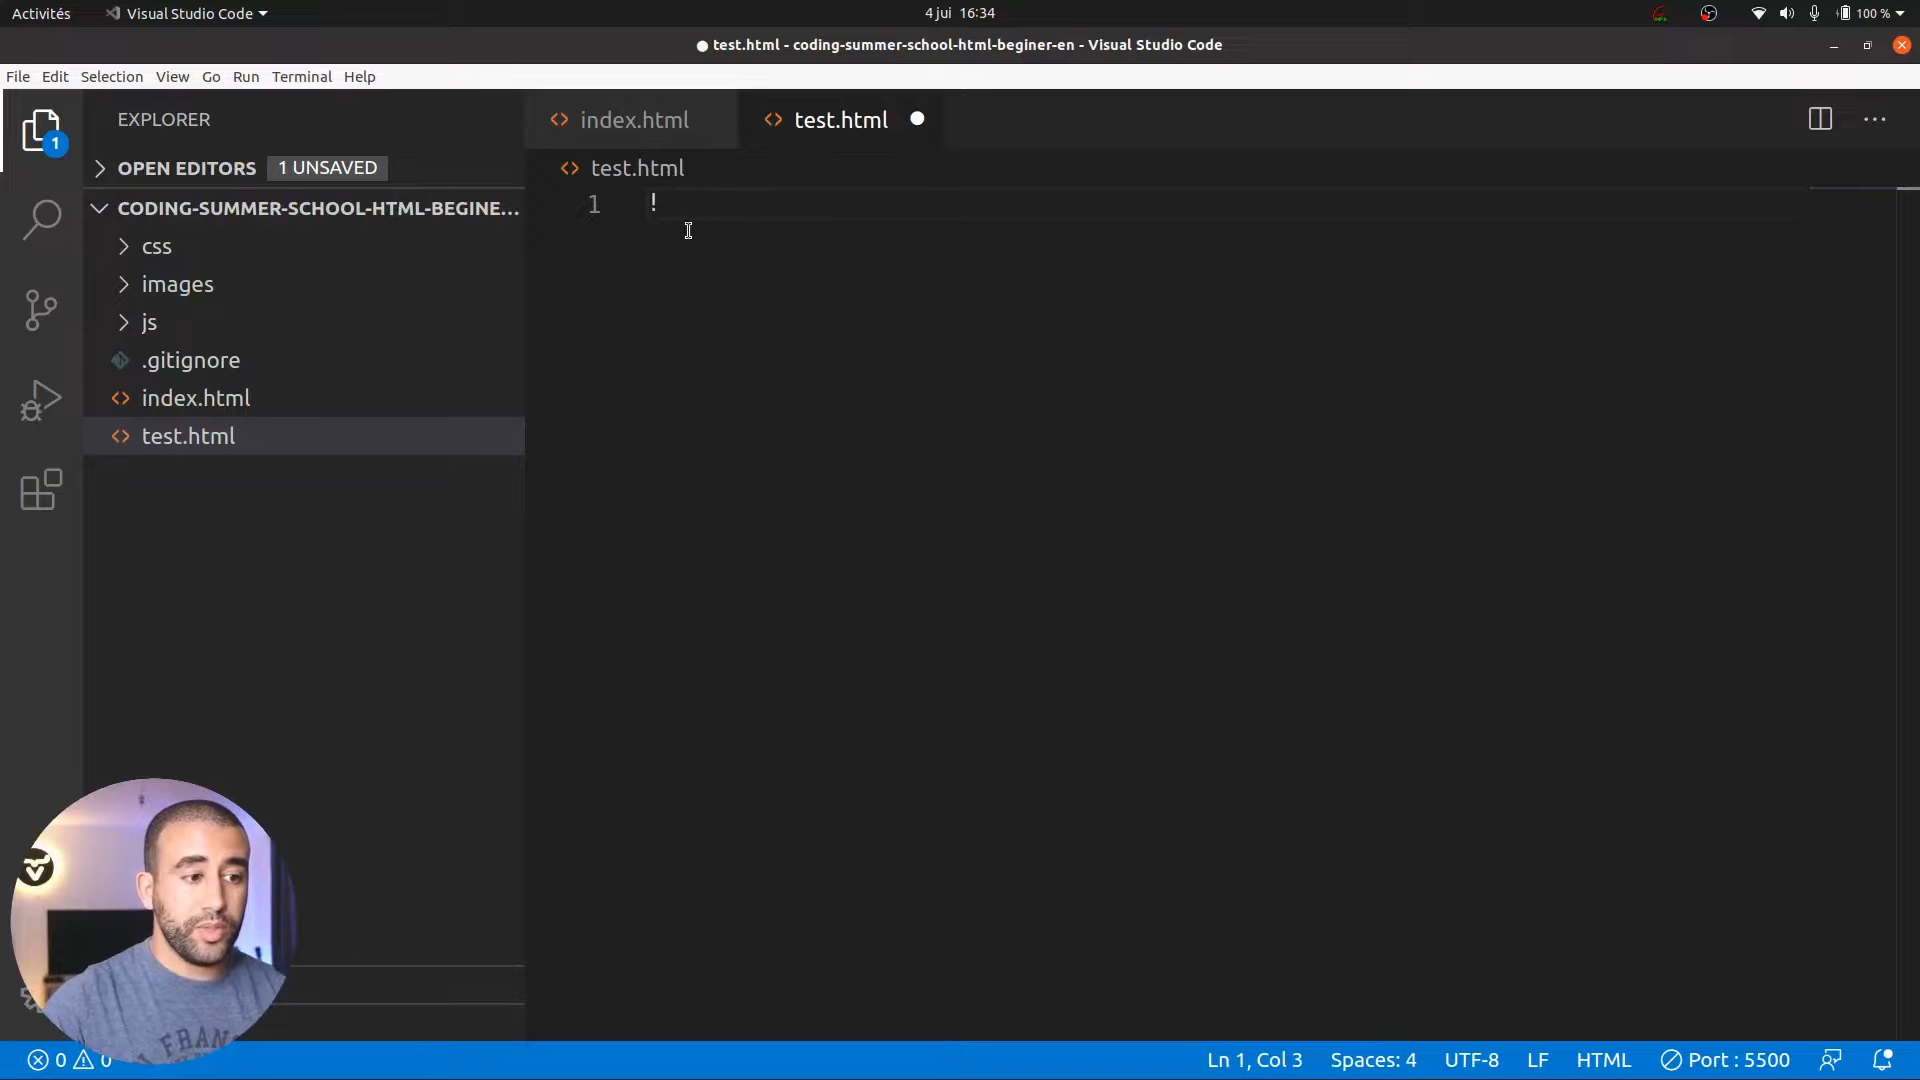 Activités Visual Studio Code 4 jui 16:34 100 %
test.html - coding-summer-school-html-beginer-en - Visual Studio Code
File Edit Selection View Go Run Terminal Help
EXPLORER
index.html test.html
1
OPEN EDITORS 1 UNSAVED
test.html
CODING-SUMMER-SCHOOL-HTML-BEGINE...
1 !
css
images
js
.gitignore
index.html
test.html
FRAN
0 0 Ln 1, Col 3 Spaces: 4 UTF-8 LF HTML Port : 5500